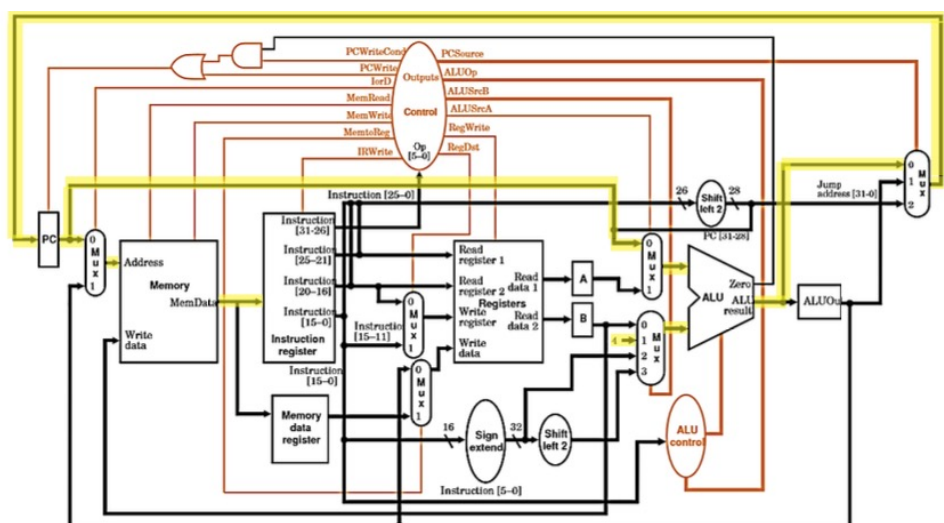 PCWriteCond
PCSource
PCWrite
ALUOp
IorD
Outputs
ALUSrcB
MemRead
ALUSrcA
MemWrite
Control
RegWrite
MemtoReg
Op
[5–0]
IRWrite
RegDst
0
Jump
address [31-0]
1
M
u
x
2
Instruction [25–0]
26
Shift
left 2
28
PC [31-28]
PC
0
M
u
x
1
Address
Memory
MemData
Write
data
Instruction
[31-26]
Instruction
[25–21]
Instruction
[20–16]
Instruction
[15–0]
Instruction
register
Instruction
[15–11]
Instruction
[15–0]
0
M
u
x
1
Read
register 1
Read
register 2
Registers
Write
register
Write
data
Read
data 1
Read
data 2
A
B
0
M
u
x
1
0
4
1
M
u
x
2
3
Zero
ALU
ALU
result
ALUOu
0
M
u
x
1
Memory
data
register
16
Sign
extend
32
Shift
left 2
ALU
control
Instruction [5–0]